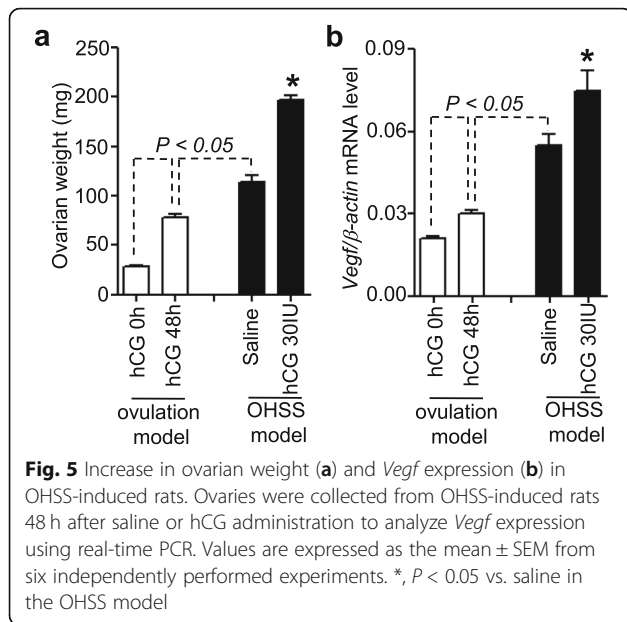 a
b
Ovarian weight (mg)
250
200
150
100
50
0
P < 0.05
*
hCG 0h
hCG 48h
Saline
hCG 30IU
ovulation
model
OHSS
model
Vegf/β-actin mRNA level
0.09
0.06
0.03
0.00
P < 0.05
*
hCG 0h
hCG 48h
Saline
hCG 30IU
ovulation
model
OHSS
model
Fig. 5 Increase in ovarian weight (a) and Vegf expression (b) in
OHSS-induced rats. Ovaries were collected from OHSS-induced rats
48 h after saline or hCG administration to analyze Vegf expression
using real-time PCR. Values are expressed as the mean ± SEM from
six independently performed experiments. *, P < 0.05 vs. saline in
the OHSS model